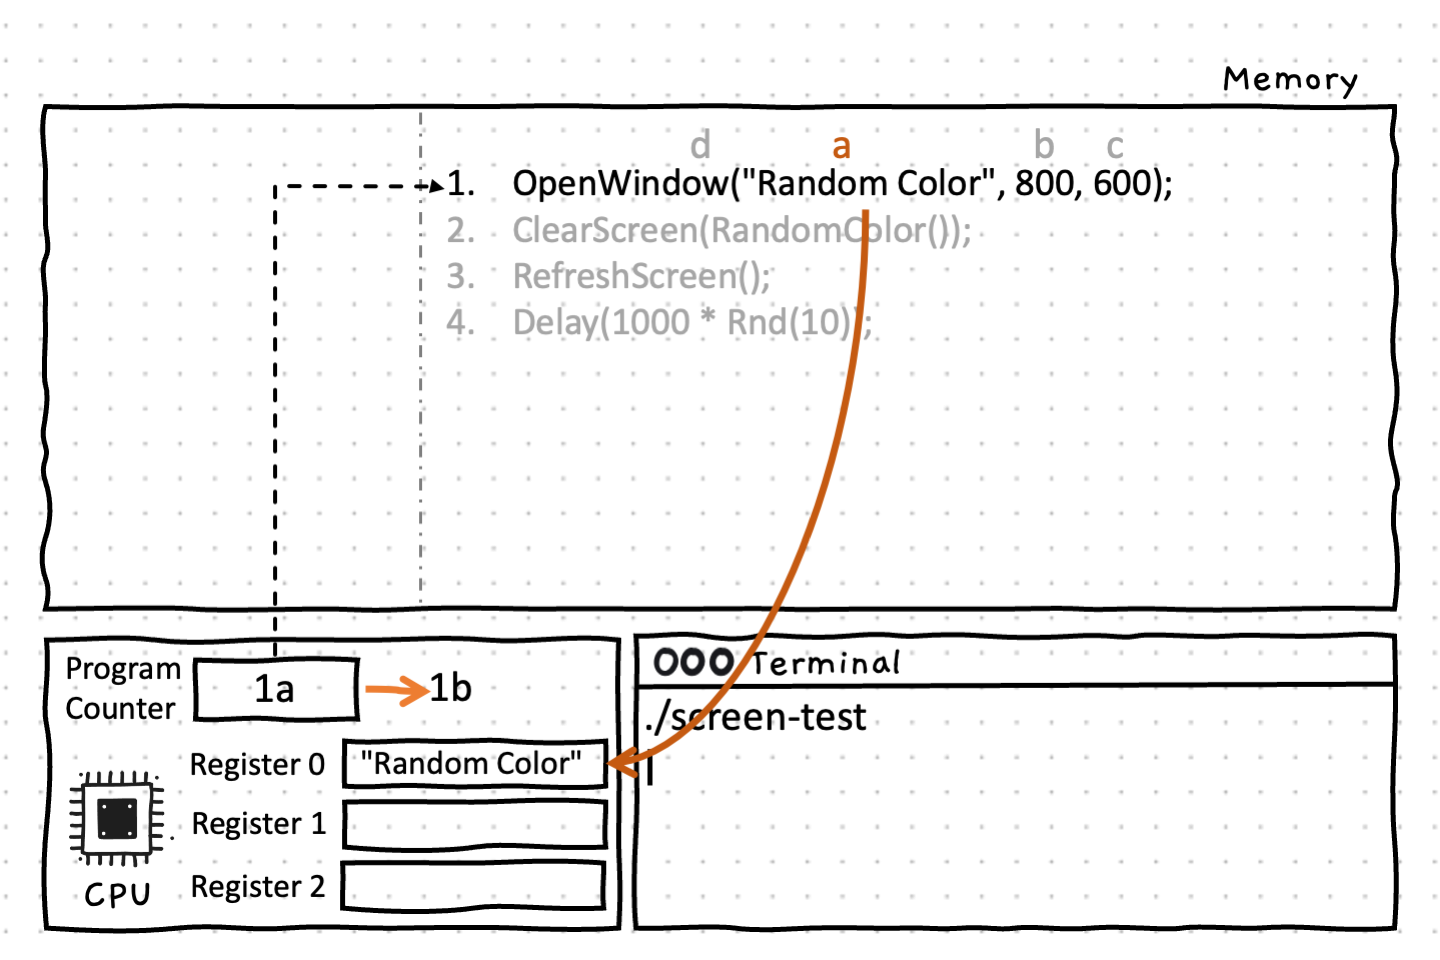 Memory
d a b c
1. OpenWindow("Random Color", 800, 600);
2. ClearScreen(RandomColor());
3. RefreshScreen();
4. Delay(1000 * Rnd(10));
Program
Counter
1a
1b
Register 0
"Random Color"
Register 1
Register 2
CPU
Terminal
./screen-test